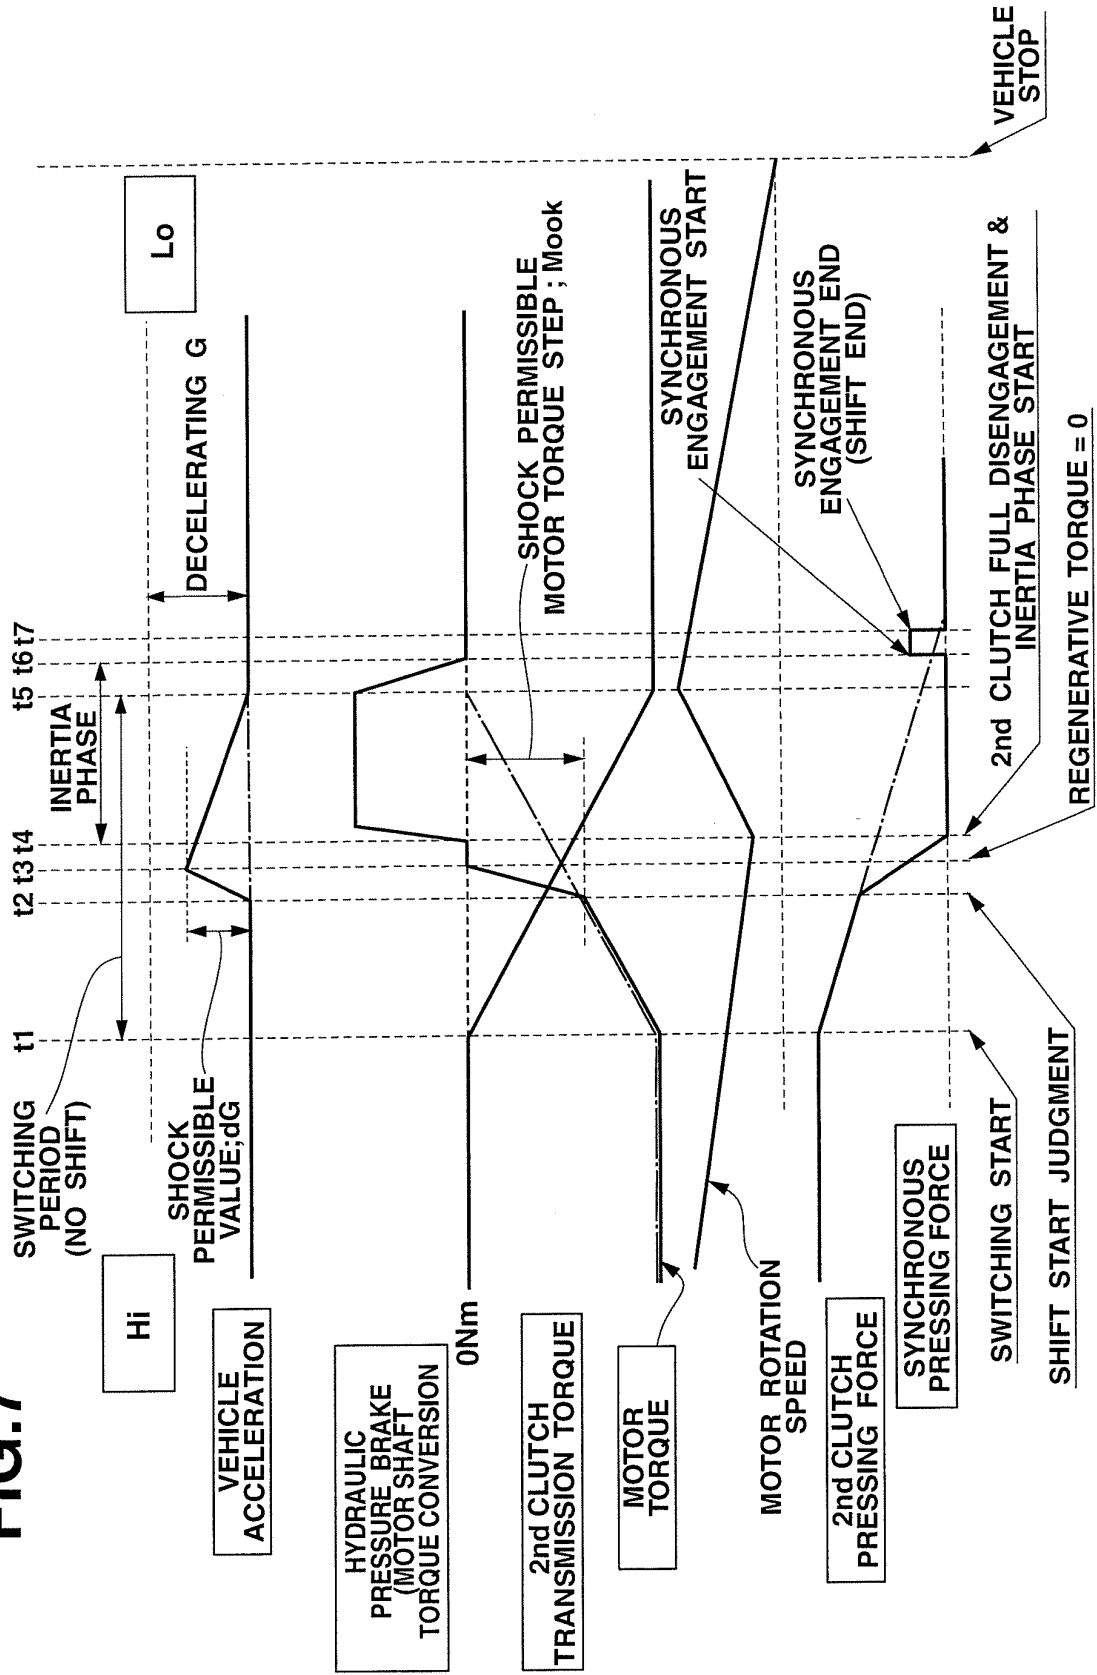 FIG.7
SWITCHING
PERIOD
(NO SHIFT)
t1
t2
t3
t4
t5
t6
t7
INERTIA
PHASE
Hi
Lo
SHOCK
PERMISSIBLE
VALUE;dG
DECELERATING G
VEHICLE
ACCELERATION
HYDRAULIC
PRESSURE BRAKE
(MOTOR SHAFT
TORQUE CONVERSION
0Nm
SHOCK PERMISSIBLE
MOTOR TORQUE STEP ; Mook
2nd CLUTCH
TRANSMISSION TORQUE
MOTOR
TORQUE
SYNCHRONOUS
ENGAGEMENT START
MOTOR ROTATION
SPEED
SYNCHRONOUS
ENGAGEMENT END
(SHIFT END)
2nd CLUTCH
PRESSING FORCE
SYNCHRONOUS
PRESSING FORCE
SWITCHING START
SHIFT START JUDGMENT
2nd CLUTCH FULL DISENGAGEMENT &
INERTIA PHASE START
REGENERATIVE TORQUE = 0
VEHICLE
STOP